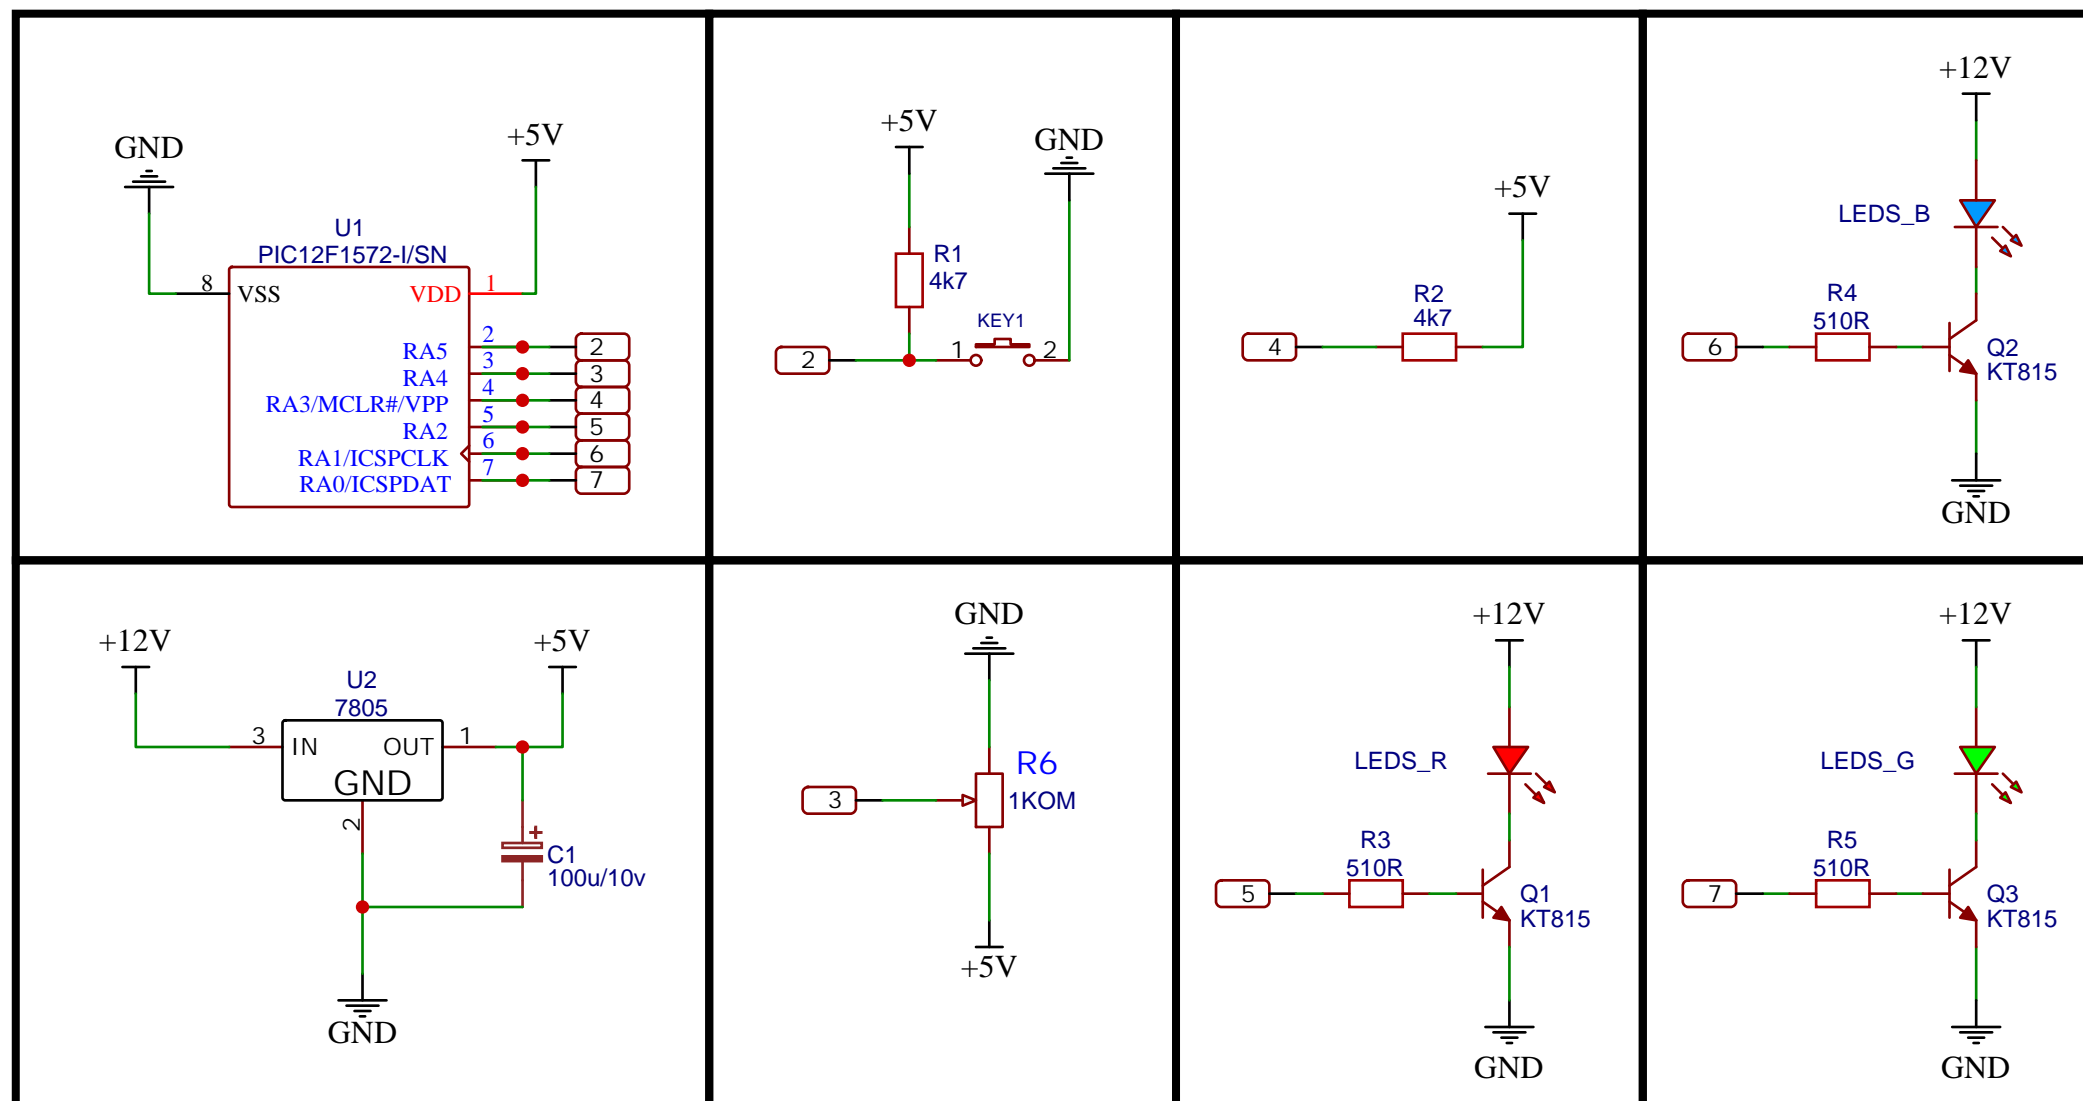 GND
+5V
U1
PIC12F1572-I/SN
8 VSS
VDD 1
RA5 2 2
RA4 3 3
RA3/MCLR#/VPP 4 4
RA2 5 5
RA1/ICSPCLK 6 6
RA0/ICSPDAT 7 7
+5V
GND
R1
4k7
KEY1
2
1 2
+5V
R2
4k7
4
+12V
LEDS_B
R4
510R
6
Q2
KT815
GND
+12V
+5V
U2
7805
3 IN OUT 1
GND
2
C1
100u/10v
GND
GND
R6
1KOM
3
+5V
+12V
LEDS_R
R3
510R
5
Q1
KT815
GND
+12V
LEDS_G
R5
510R
7
Q3
KT815
GND